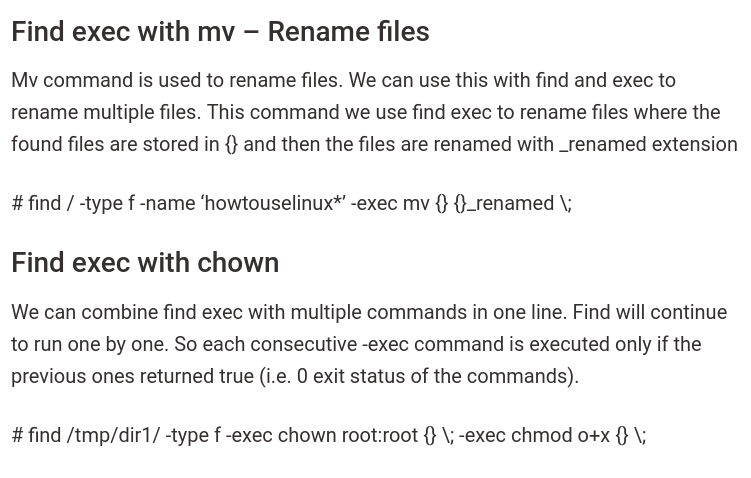 Find exec with mv – Rename files
Mv command is used to rename files. We can use this with find and exec to
rename multiple files. This command we use find exec to rename files where the
found files are stored in {} and then the files are renamed with _renamed extension
# find / -type f -name ‘howtouselinux*’ -exec mv {} {}_renamed \;
Find exec with chown
We can combine find exec with multiple commands in one line. Find will continue
to run one by one. So each consecutive -exec command is executed only if the
previous ones returned true (i.e. 0 exit status of the commands).
# find /tmp/dir1/ -type f -exec chown root:root {} \; -exec chmod o+x {} \;